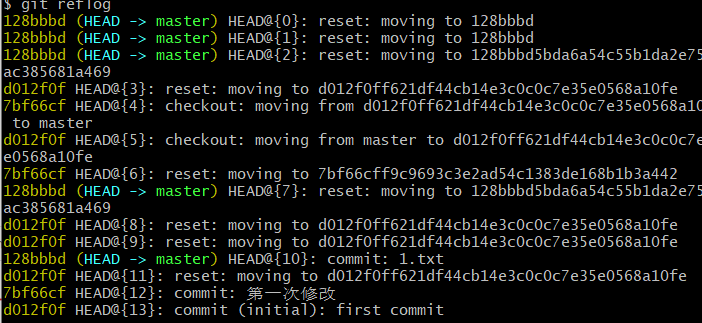 $ git reflog
128bbbd (HEAD -> master) HEAD@{0}: reset: moving to 128bbbd
128bbbd (HEAD -> master) HEAD@{1}: reset: moving to 128bbbd
128bbbd (HEAD -> master) HEAD@{2}: reset: moving to 128bbbd5bda6a54c55b1da2e75
ac385681a469
d012f0f HEAD@{3}: reset: moving to d012f0ff621df44cb14e3c0c0c7e35e0568a10fe
7bf66cf HEAD@{4}: checkout: moving from d012f0ff621df44cb14e3c0c0c7e35e0568a10
 to master
d012f0f HEAD@{5}: checkout: moving from master to d012f0ff621df44cb14e3c0c0c7e
e0568a10fe
7bf66cf HEAD@{6}: reset: moving to 7bf66cff9c9693c3e2ad54c1383de168b1b3a442
128bbbd (HEAD -> master) HEAD@{7}: reset: moving to 128bbbd5bda6a54c55b1da2e75
ac385681a469
d012f0f HEAD@{8}: reset: moving to d012f0ff621df44cb14e3c0c0c7e35e0568a10fe
d012f0f HEAD@{9}: reset: moving to d012f0ff621df44cb14e3c0c0c7e35e0568a10fe
128bbbd (HEAD -> master) HEAD@{10}: commit: 1.txt
d012f0f HEAD@{11}: reset: moving to d012f0ff621df44cb14e3c0c0c7e35e0568a10fe
7bf66cf HEAD@{12}: commit: 第一次修改
d012f0f HEAD@{13}: commit (initial): first commit